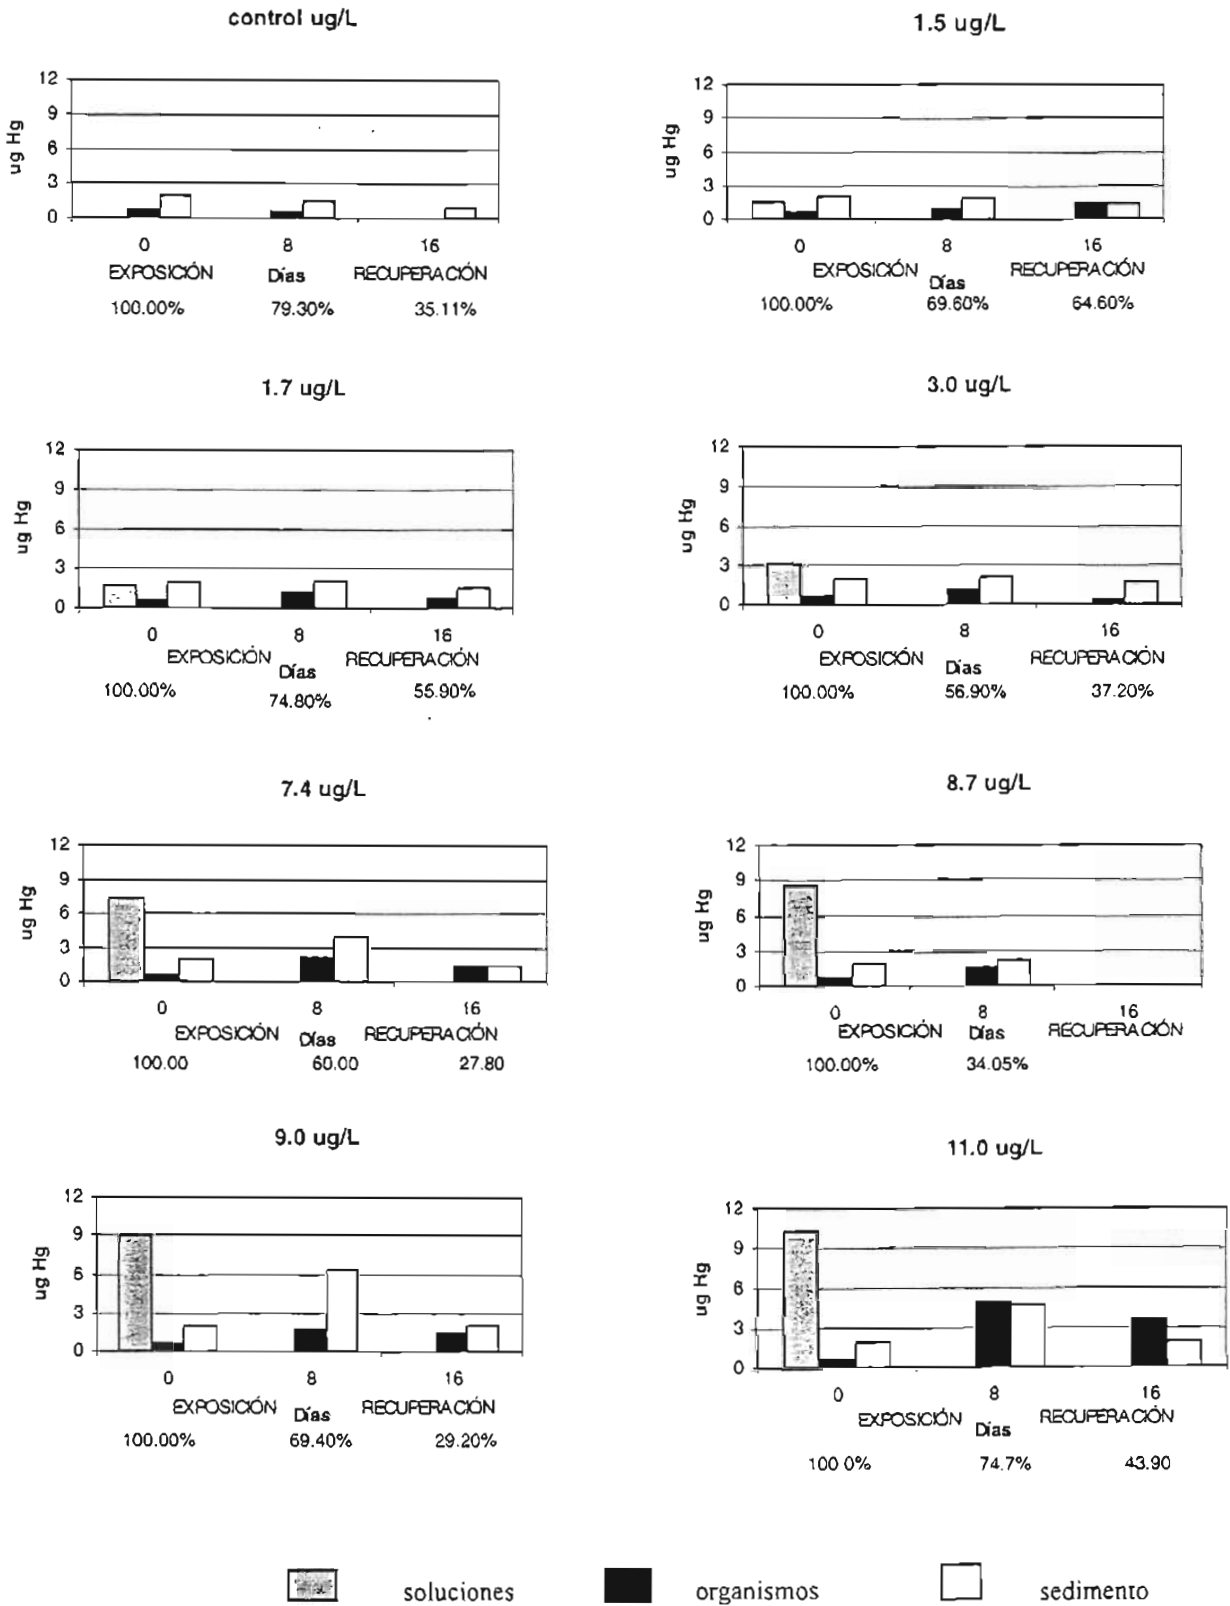 control ug/L
12
9
6
3
0
ug Hg
0 8 16
EXPOSICIÓN Días RECUPERACIÓN
100.00% 79.30% 35.11%
1.5 ug/L
12
9
6
3
0
ug Hg
0 8 16
EXPOSICIÓN Días RECUPERACIÓN
100.00% 69.60% 64.60%
1.7 ug/L
12
9
6
3
0
ug Hg
0 8 16
EXPOSICIÓN Días RECUPERACIÓN
100.00% 74.80% 55.90%
3.0 ug/L
12
9
6
3
0
ug Hg
0 8 16
EXPOSICIÓN Días RECUPERACIÓN
100.00% 56.90% 37.20%
7.4 ug/L
12
9
6
3
0
ug Hg
0 8 16
EXPOSICIÓN Días RECUPERACIÓN
100.00 60.00 27.80
8.7 ug/L
12
9
6
3
0
ug Hg
0 8 16
EXPOSICIÓN Días RECUPERACIÓN
100.00% 34.05%
9.0 ug/L
12
9
6
3
0
ug Hg
0 8 16
EXPOSICIÓN Días RECUPERACIÓN
100.00% 69.40% 29.20%
11.0 ug/L
12
9
6
3
0
ug Hg
0 8 16
EXPOSICIÓN Días RECUPERACIÓN
100 0% 74.7% 43.90
soluciones organismos sedimento